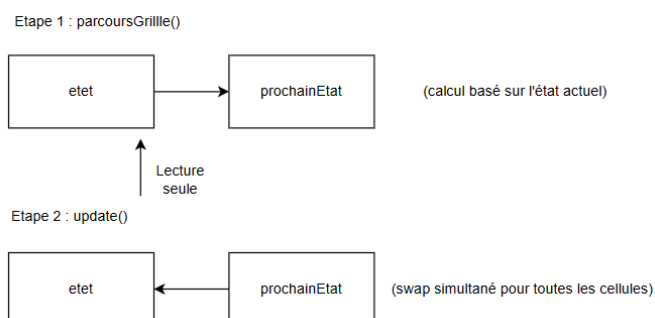 Etape 1 : parcoursGrillle()
etet
prochainEtat
(calcul basé sur l'état actuel)
Lecture
seule
Etape 2 : update()
etet
prochainEtat
(swap simultané pour toutes les cellules)